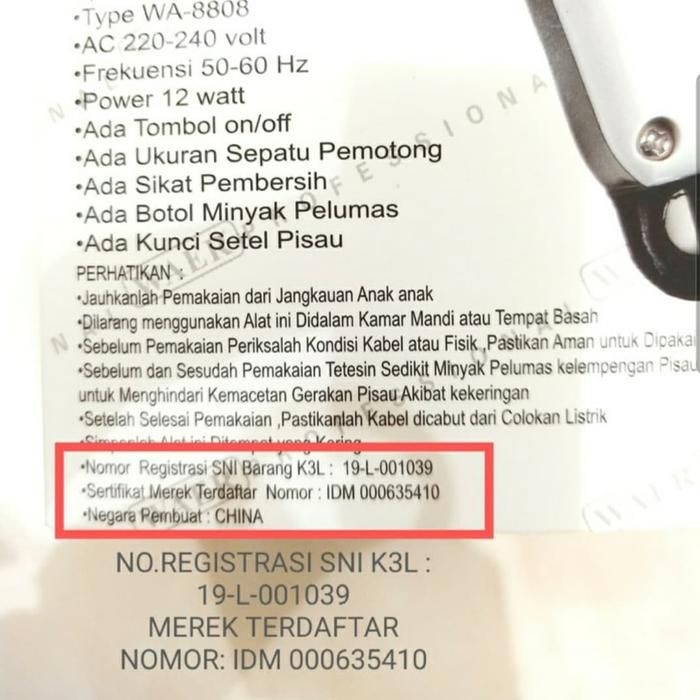 •Type WA-8808
•AC 220-240 volt
•Frekuensi 50-60 Hz
•Power 12 watt
•Ada Tombol on/off
•Ada Ukuran Sepatu Pemotong
•Ada Sikat Pembersih
•Ada Botol Minyak Pelumas
•Ada Kunci Setel Pisau
PERHATIKAN :
•Jauhkanlah Pemakaian dari Jangkauan Anak anak
•Dilarang menggunakan Alat ini Didalam Kamar Mandi atau Tempat Basah
•Sebelum Pemakaian Periksalah Kondisi Kabel atau Fisik ,Pastikan Aman untuk Dipakai
•Sebelum dan Sesudah Pemakaian Tetesin Sedikit Minyak Pelumas kelempengan Pisau
untuk Menghindari Kemacetan Gerakan Pisau Akibat kekeringan
•Setelah Selesai Pemakaian ,Pastikanlah Kabel dicabut dari Colokan Listrik
•Simpanlah Alat ini Ditempat yang Kering
•Nomor Registrasi SNI Barang K3L : 19-L-001039
•Sertifikat Merek Terdaftar Nomor : IDM 000635410
•Negara Pembuat : CHINA
NO.REGISTRASI SNI K3L :
19-L-001039
MEREK TERDAFTAR
NOMOR: IDM 000635410